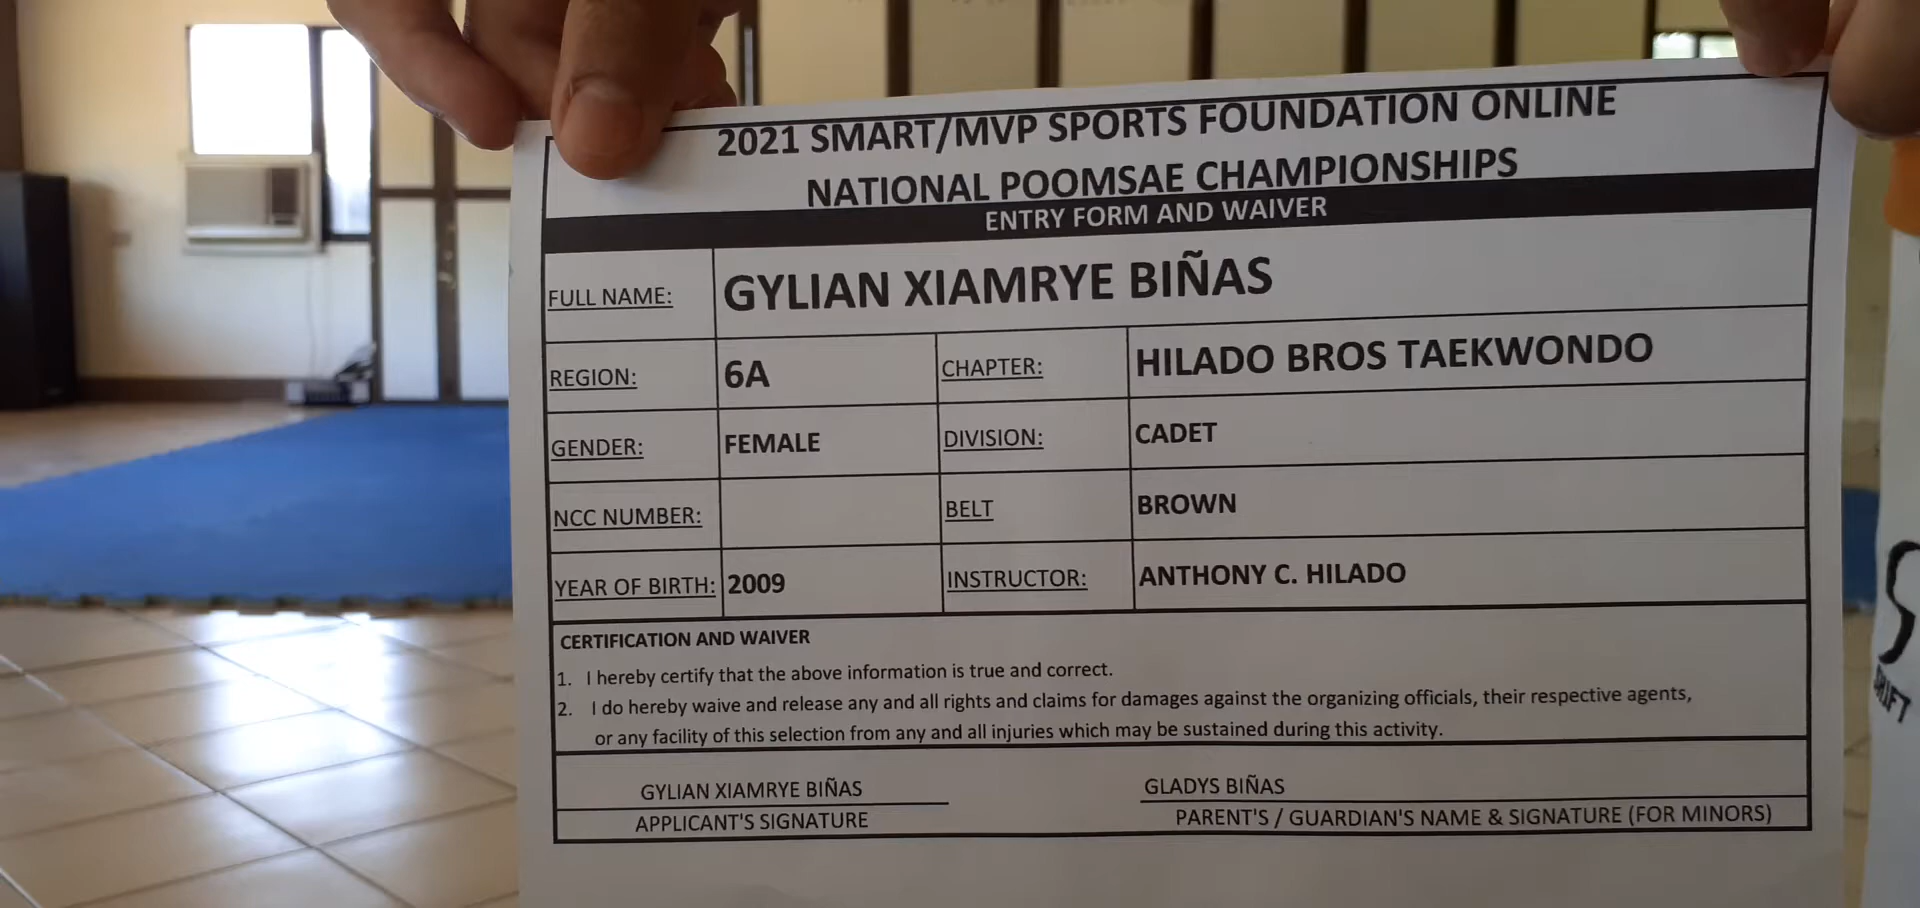 2021 SMART/MVP SPORTS FOUNDATION ONLINE
NATIONAL POOMSAE CHAMPIONSHIPS
ENTRY FORM AND WAIVER
FULL NAME: GYLIAN XIAMRYE BIÑAS
REGION: 6A CHAPTER: HILADO BROS TAEKWONDO
GENDER: FEMALE DIVISION: CADET
NCC NUMBER: BELT BROWN
YEAR OF BIRTH: 2009 INSTRUCTOR: ANTHONY C. HILADO
CERTIFICATION AND WAIVER
1. I hereby certify that the above information is true and correct.
2. I do hereby waive and release any and all rights and claims for damages against the organizing officials, their respective agents,
or any facility of this selection from any and all injuries which may be sustained during this activity.
GYLIAN XIAMRYE BIÑAS GLADYS BIÑAS
APPLICANT'S SIGNATURE PARENT'S / GUARDIAN'S NAME & SIGNATURE (FOR MINORS)